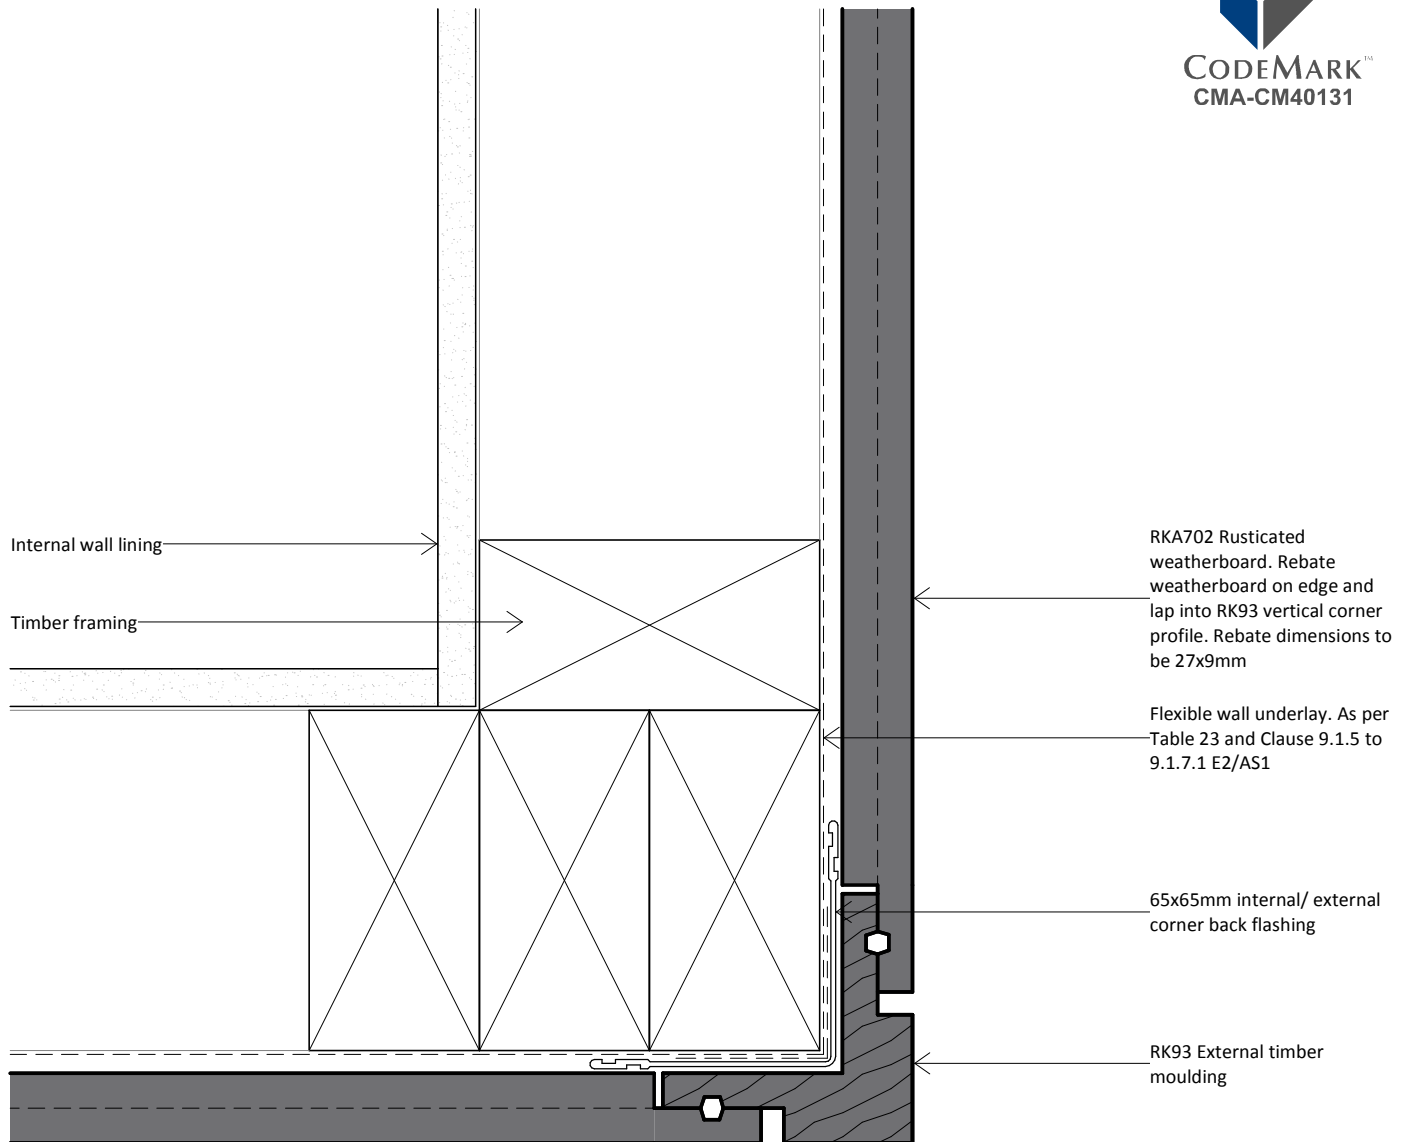 CODEMARK™
CMA-CM40131
Internal wall lining
Timber framing
RKA702 Rusticated
weatherboard. Rebate
weatherboard on edge and
lap into RK93 vertical corner
profile. Rebate dimensions to
be 27x9mm
Flexible wall underlay. As per
Table 23 and Clause 9.1.5 to
9.1.7.1 E2/AS1
65x65mm internal/ external
corner back flashing
RK93 External timber
moulding